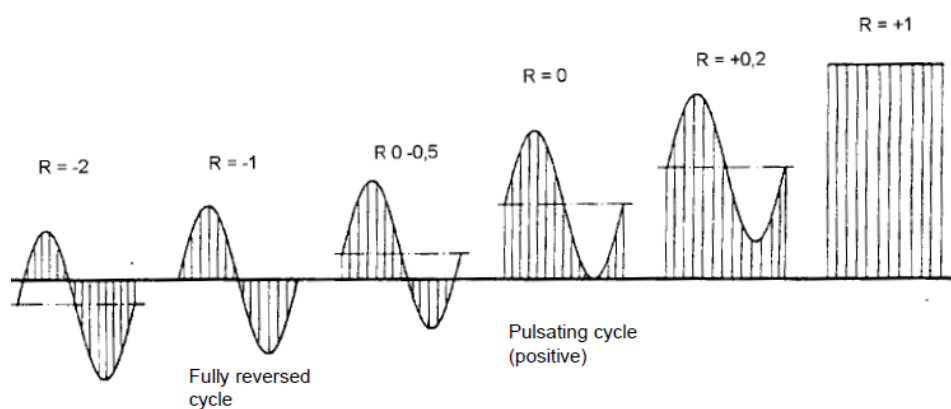 R = -2
R = -1
R 0 -0,5
R = 0
R = +0,2
R = +1
Fully reversed
cycle
Pulsating cycle
(positive)